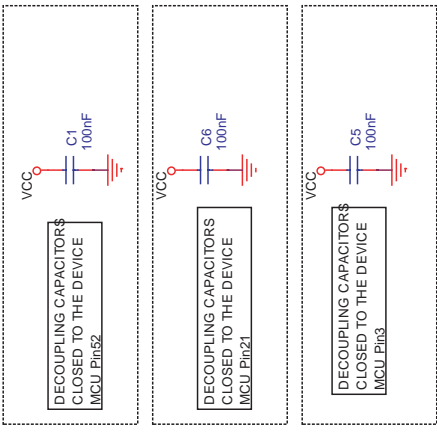 VCC
C1
100nF
DECOUPLING CAPACITORS
CLOSED TO THE DEVICE
MCU Pin52
VCC
C6
100nF
DECOUPLING CAPACITORS
CLOSED TO THE DEVICE
MCU Pin21
VCC
C5
100nF
DECOUPLING CAPACITORS
CLOSED TO THE DEVICE
MCU Pin3